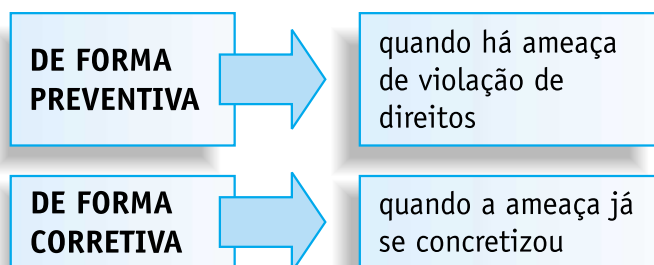 DE FORMA
PREVENTIVA
quando há ameaça
de violação de
direitos
DE FORMA
CORRETIVA
quando a ameaça já
se concretizou